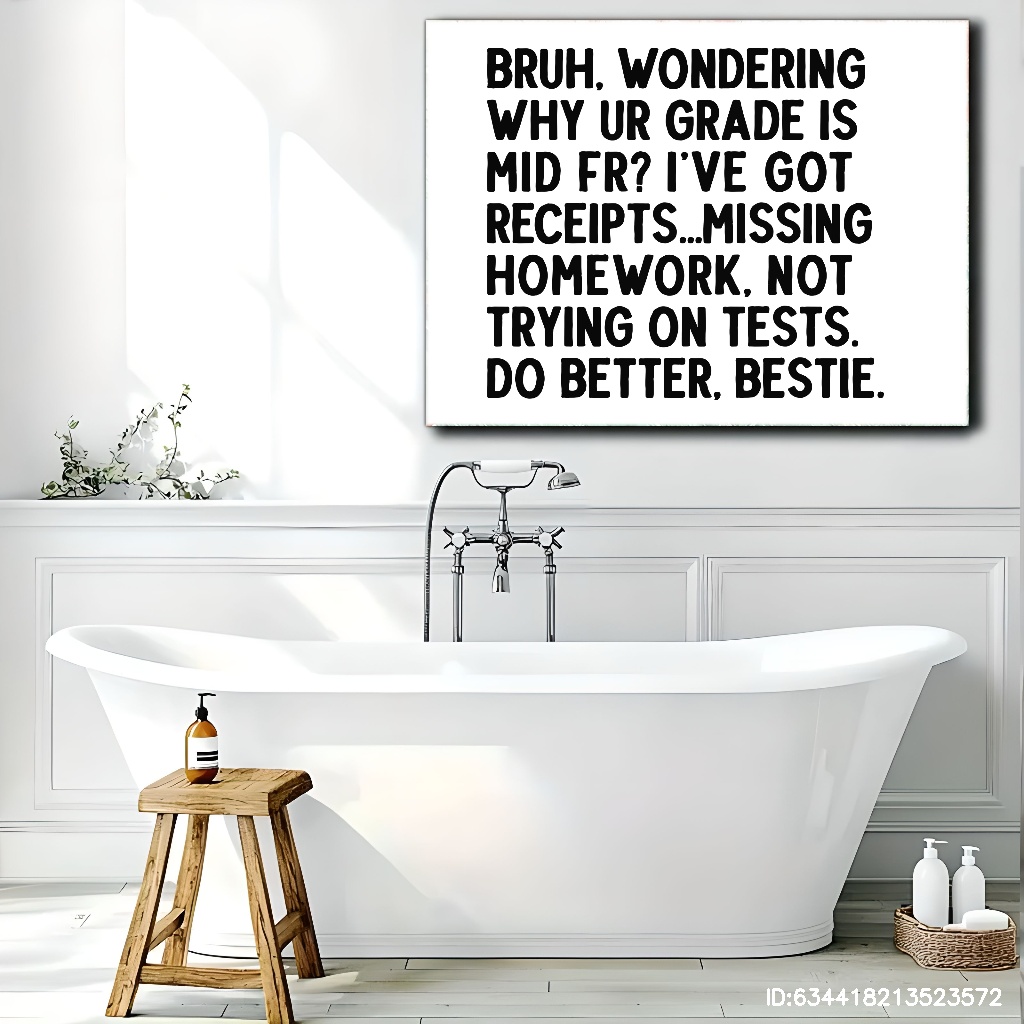 BRUH, WONDERING
WHY UR GRADE IS
MID FR? I'VE GOT
RECEIPTS...MISSING
HOMEWORK, NOT
TRYING ON TESTS.
DO BETTER, BESTIE.
ID:634418213523572